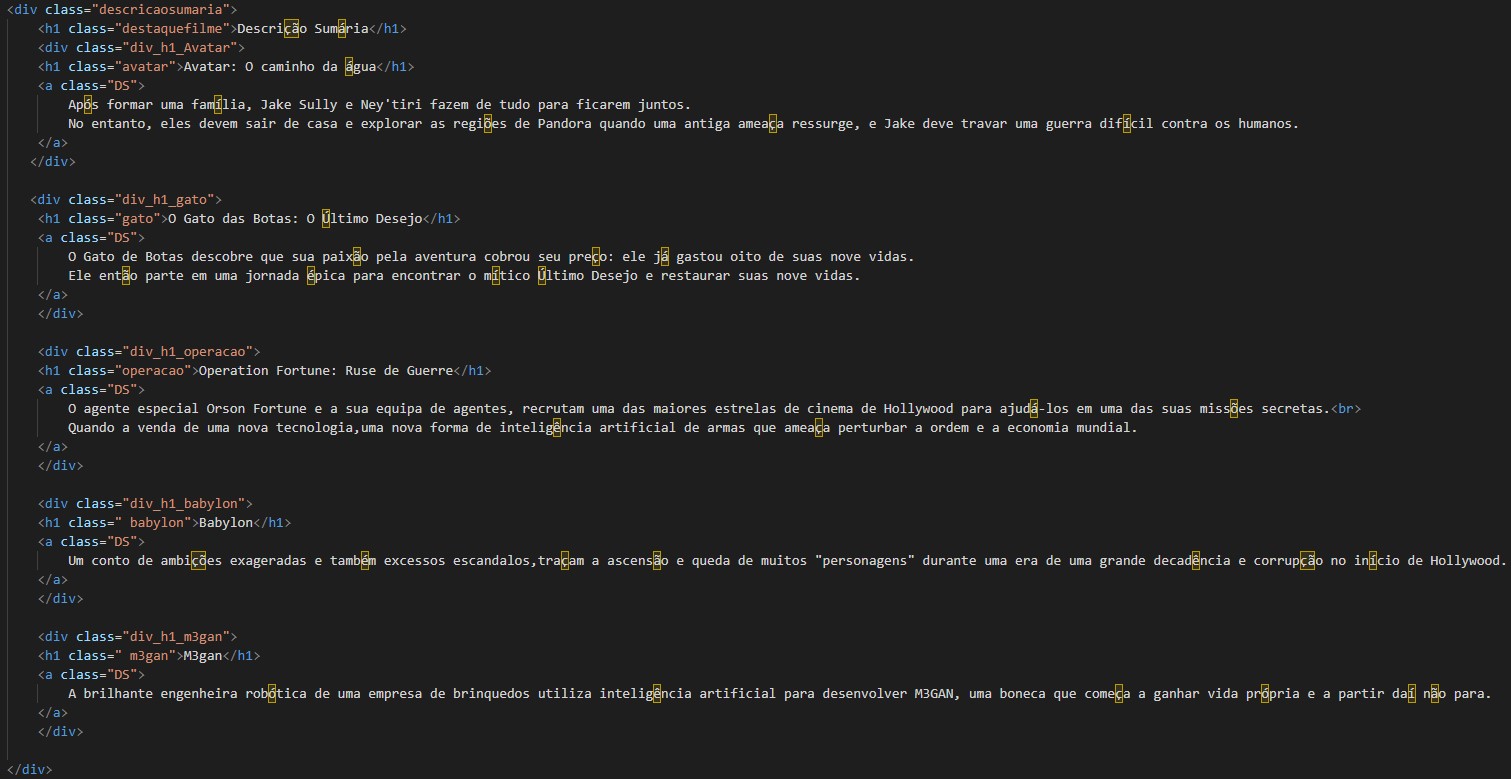 <div class="descricaosumaria">
<h1 class="destaquefilme">Descrição Sumária</h1>
<div class="div_h1_Avatar">
<h1 class="avatar">Avatar: O caminho da água</h1>
<a class="DS">
Após formar uma família, Jake Sully e Ney'tiri fazem de tudo para ficarem juntos.
No entanto, eles devem sair de casa e explorar as regiões de Pandora quando uma antiga ameaça ressurge, e Jake deve travar uma guerra difícil contra os humanos.
</a>
</div>
<div class="div_h1_gato">
<h1 class="gato">O Gato das Botas: O Último Desejo</h1>
<a class="DS">
O Gato de Botas descobre que sua paixão pela aventura cobrou seu preço: ele já gastou oito de suas nove vidas.
Ele então parte em uma jornada épica para encontrar o mítico Último Desejo e restaurar suas nove vidas.
</a>
</div>
<div class="div_h1_operacao">
<h1 class="operacao">Operation Fortune: Ruse de Guerre</h1>
<a class="DS">
O agente especial Orson Fortune e a sua equipa de agentes, recrutam uma das maiores estrelas de cinema de Hollywood para ajudá-los em uma das suas missões secretas.<br>
Quando a venda de uma nova tecnologia,uma nova forma de inteligência artificial de armas que ameaça perturbar a ordem e a economia mundial.
</a>
</div>
<div class="div_h1_babylon">
<h1 class=" babylon">Babylon</h1>
<a class="DS">
Um conto de ambições exageradas e também excessos escandalos,traçam a ascensão e queda de muitos "personagens" durante uma era de uma grande decadência e corrupção no início de Hollywood.
</a>
</div>
<div class="div_h1_m3gan">
<h1 class=" m3gan">M3gan</h1>
<a class="DS">
A brilhante engenheira robótica de uma empresa de brinquedos utiliza inteligência artificial para desenvolver M3GAN, uma boneca que começa a ganhar vida própria e a partir daí não para.
</a>
</div>
</div>